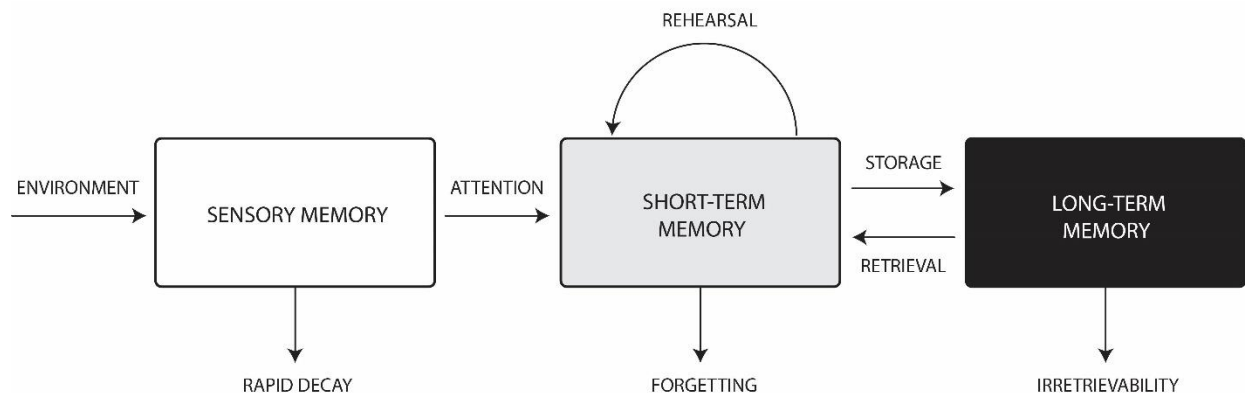 REHEARSAL
ENVIRONMENT
ATTENTION
STORAGE
SENSORY MEMORY
SHORT-TERM
MEMORY
LONG-TERM
MEMORY
RETRIEVAL
RAPID DECAY
FORGETTING
IRRETRIEVABILITY